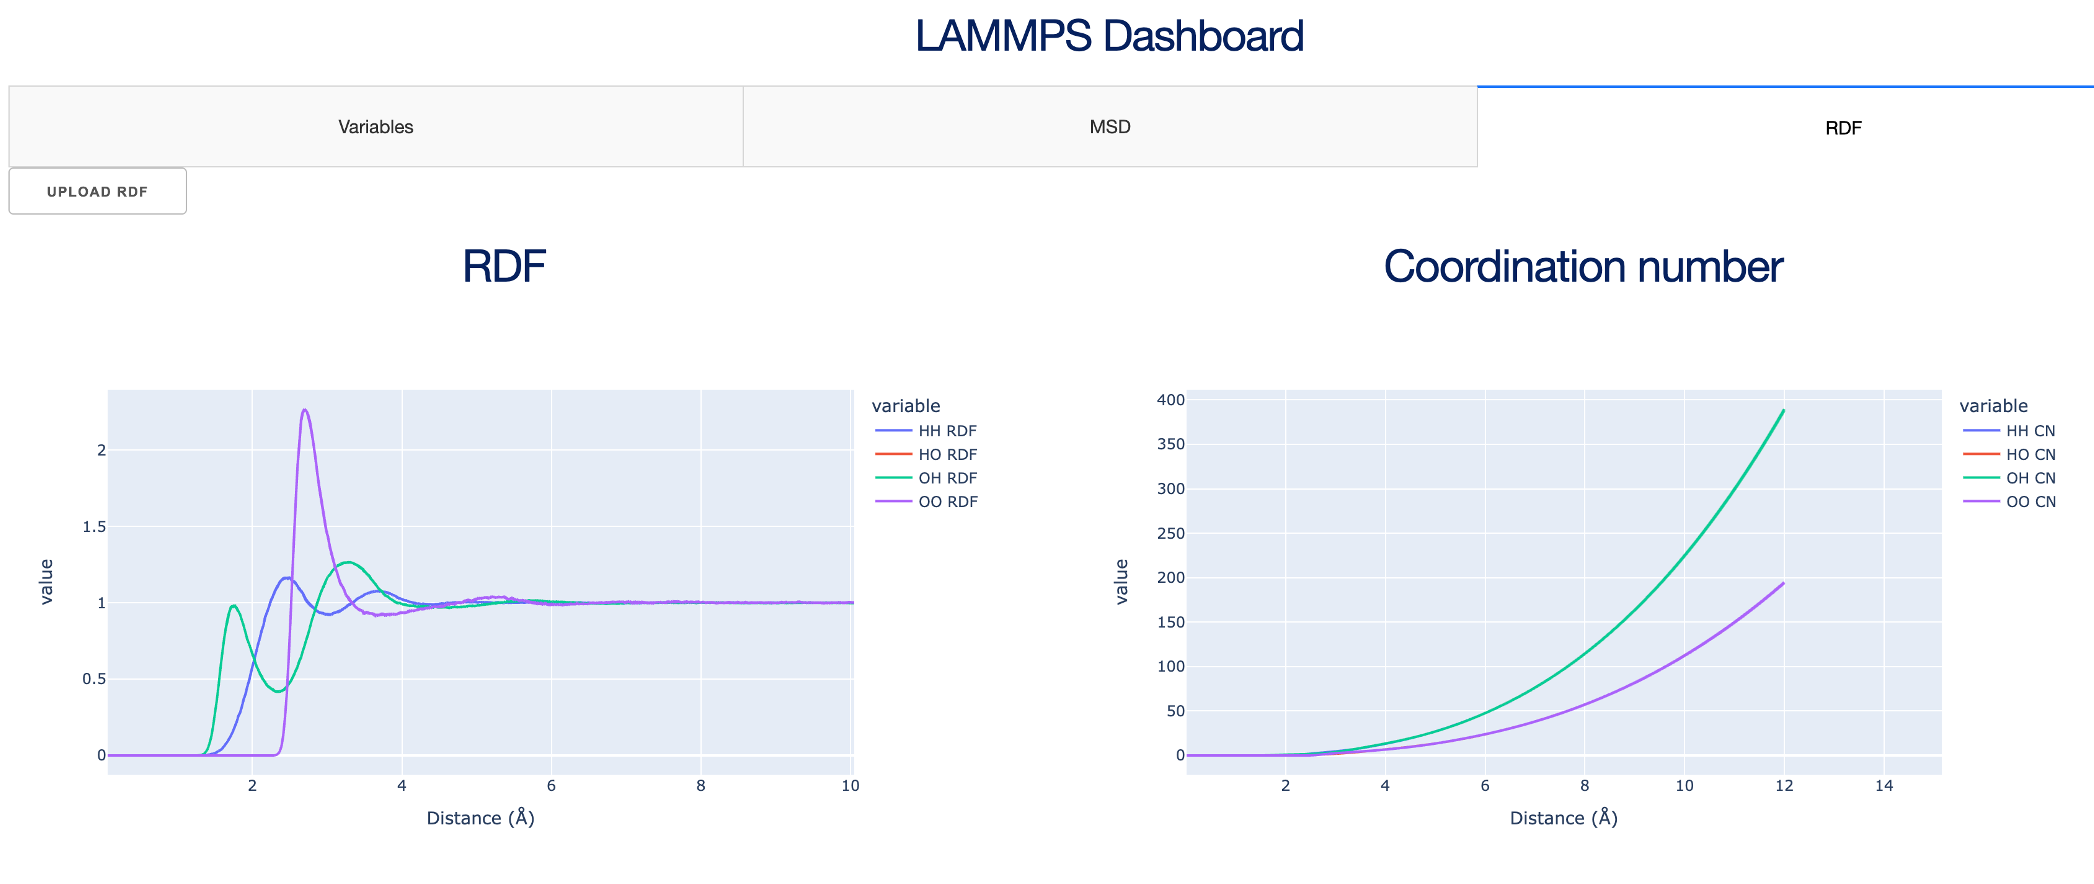 LAMMPS Dashboard
Variables
MSD
RDF
UPLOAD RDF
RDF
value
2
1.5
1
0.5
0
2
4
6
8
10
Distance (Å)
variable
HH RDF
HO RDF
OH RDF
OO RDF
Coordination number
value
400
350
300
250
200
150
100
50
0
2
4
6
8
10
12
14
Distance (Å)
variable
HH CN
HO CN
OH CN
OO CN